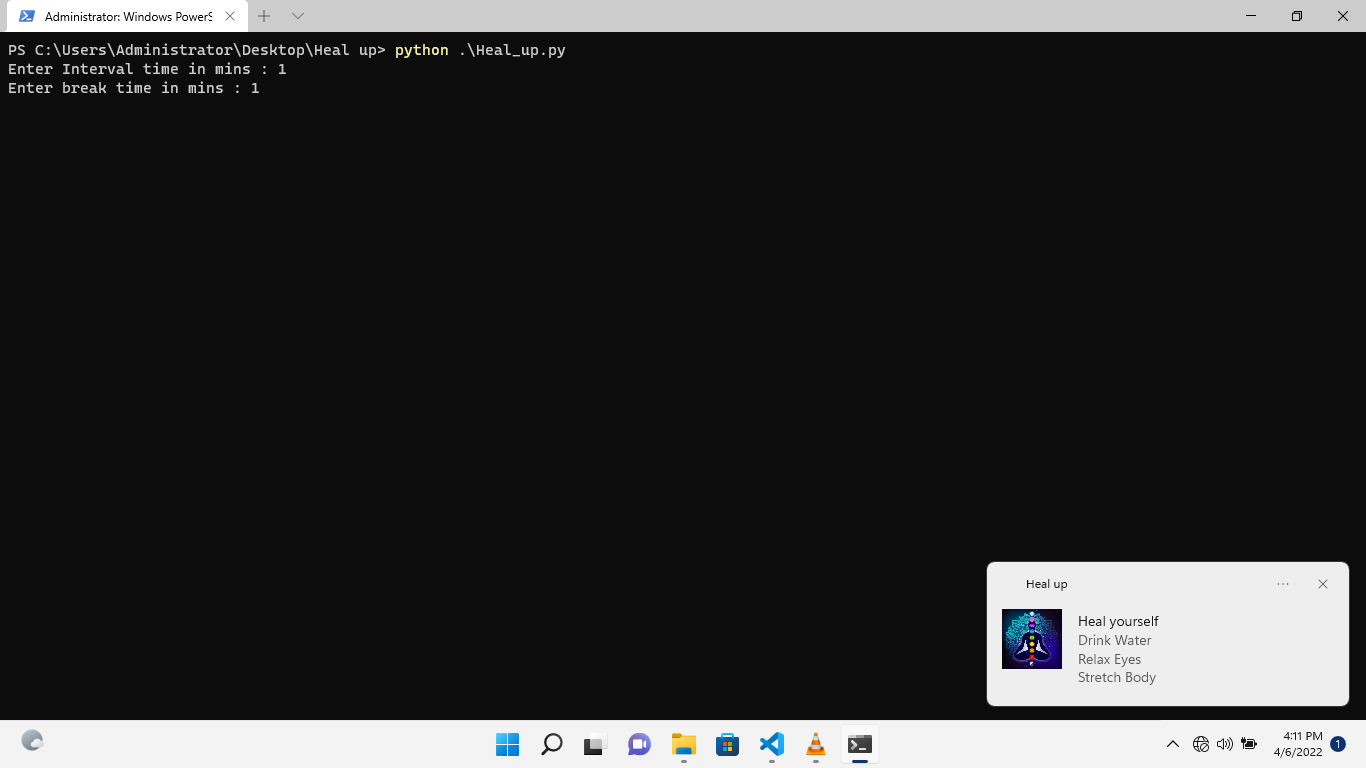 Administrator: Windows PowerS
PS C:\Users\Administrator\Desktop\Heal up> python .\Heal_up.py
Enter Interval time in mins : 1
Enter break time in mins : 1
Heal up
Heal yourself
Drink Water
Relax Eyes
Stretch Body
4:11 PM
4/6/2022
1